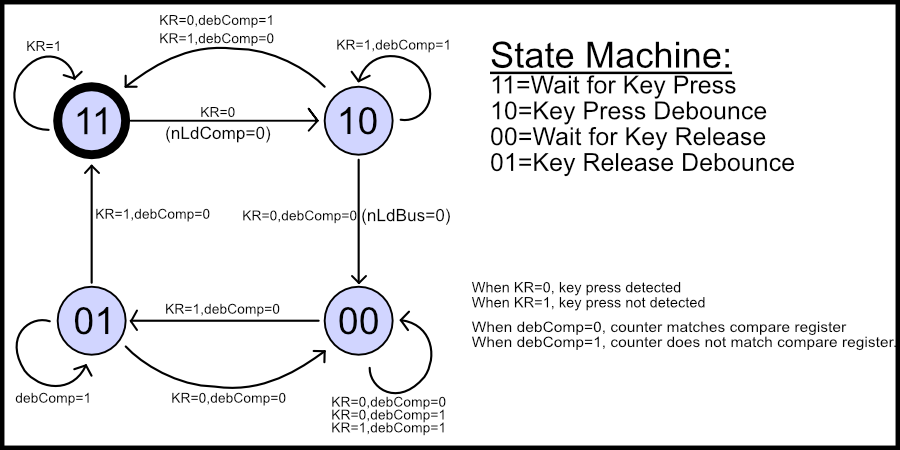 KR=0,debComp=1
KR=1,debComp=0
KR=1
KR=1,debComp=1
11
KR=0
(nLdComp=0)
10
State Machine:
11=Wait for Key Press
10=Key Press Debounce
00=Wait for Key Release
01=Key Release Debounce
KR=1,debComp=0
KR=0,debComp=0 (nLdBus=0)
When KR=0, key press detected
When KR=1, key press not detected
When debComp=0, counter matches compare register
When debComp=1, counter does not match compare register.
01
KR=1,debComp=0
00
debComp=1
KR=0,debComp=0
KR=0,debComp=0
KR=0,debComp=1
KR=1,debComp=1